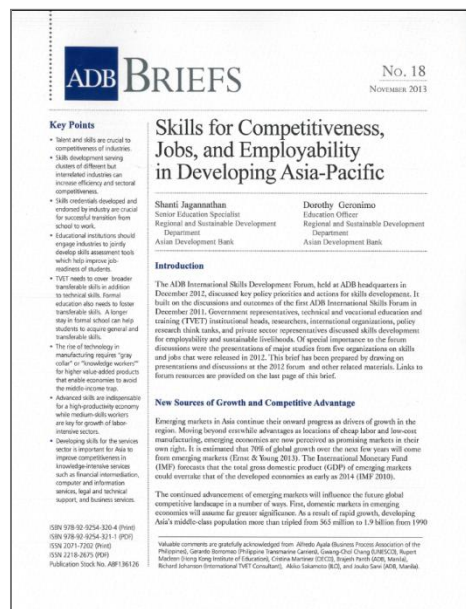 ADB BRIEFS
No. 18
November 2013
Key Points
• Talent and skills are crucial to
competitiveness of industries.
• Skills development serving
clusters of different but
interrelated industries can
increase efficiency and sectoral
competitiveness.
• Skills credentials developed and
endorsed by industry are crucial
for successful transition from
school to work.
• Educational institutions should
engage industries to jointly
develop skills assessment tools
which help improve job-
readiness of students.
• TVET needs to cover broader
transferable skills in addition
to technical skills. Formal
education also needs to foster
transferable skills. A longer
stay in formal school can help
students to acquire general and
transferable skills.
• The rise of technology in
manufacturing requires "gray
collar" or "knowledge workers"
for higher value-added products
that enable economies to avoid
the middle-income trap.
• Advanced skills are indispensable
for a high-productivity economy
while medium-skills workers
are key for growth of labor-
intensive sectors.
• Developing skills for the services
sector is important for Asia to
improve competitiveness in
knowledge-intensive services
such as financial intermediation,
computer and information
services, legal and technical
support, and business services.
ISBN 978-92-9254-320-4 (Print)
ISBN 978-92-9254-321-1 (PDF)
ISSN 2071-7202 (Print)
ISSN 2218-2675 (PDF)
Publication Stock No. ABF136126
Skills for Competitiveness,
Jobs, and Employability
in Developing Asia-Pacific
Shanti Jagannathan
Senior Education Specialist
Regional and Sustainable Development
Department
Asian Development Bank
Dorothy Geronimo
Education Officer
Regional and Sustainable Development
Department
Asian Development Bank
Introduction
The ADB International Skills Development Forum, held at ADB headquarters in
December 2012, discussed key policy priorities and actions for skills development. It
built on the discussions and outcomes of the first ADB International Skills Forum in
December 2011. Government representatives, technical and vocational education and
training (TVET) institutional heads, researchers, international organizations, policy
research think tanks, and private sector representatives discussed skills development
for employability and sustainable livelihoods. Of special importance to the forum
discussions were the presentations of major studies from five organizations on skills
and jobs that were released in 2012. This brief has been prepared by drawing on
presentations and discussions at the 2012 forum and other related materials. Links to
forum resources are provided on the last page of this brief.
New Sources of Growth and Competitive Advantage
Emerging markets in Asia continue their onward progress as drivers of growth in the
region. Moving beyond erstwhile advantages as locations of cheap labor and low-cost
manufacturing, emerging economies are now perceived as promising markets in their
own right. It is estimated that 70% of global growth over the next few years will come
from emerging markets (Ernst & Young 2013). The International Monetary Fund
(IMF) forecasts that the total gross domestic product (GDP) of emerging markets
could overtake that of the developed economies as early as 2014 (IMF 2010).
The continued advancement of emerging markets will influence the future global
competitive landscape in a number of ways. First, domestic markets in emerging
economies will assume far greater significance. As a result of rapid growth, developing
Asia's middle-class population more than tripled from 565 million to 1.9 billion from 1990
Valuable comments are gratefully acknowledged from Alfredo Ayala (Business Process Association of the
Philippines), Gerardo Borromeo (Philippine Transmarine Carriers), Gwang-Chol Chang (UNESCO), Rupert
Maclean (Hong Kong Institute of Education), Cristina Martinez (OECD), Brajesh Panth (ADB, Manila),
Richard Johanson (International TVET Consultant), Akiko Sakamoto (ILO), and Jouko Sarvi (ADB, Manila).